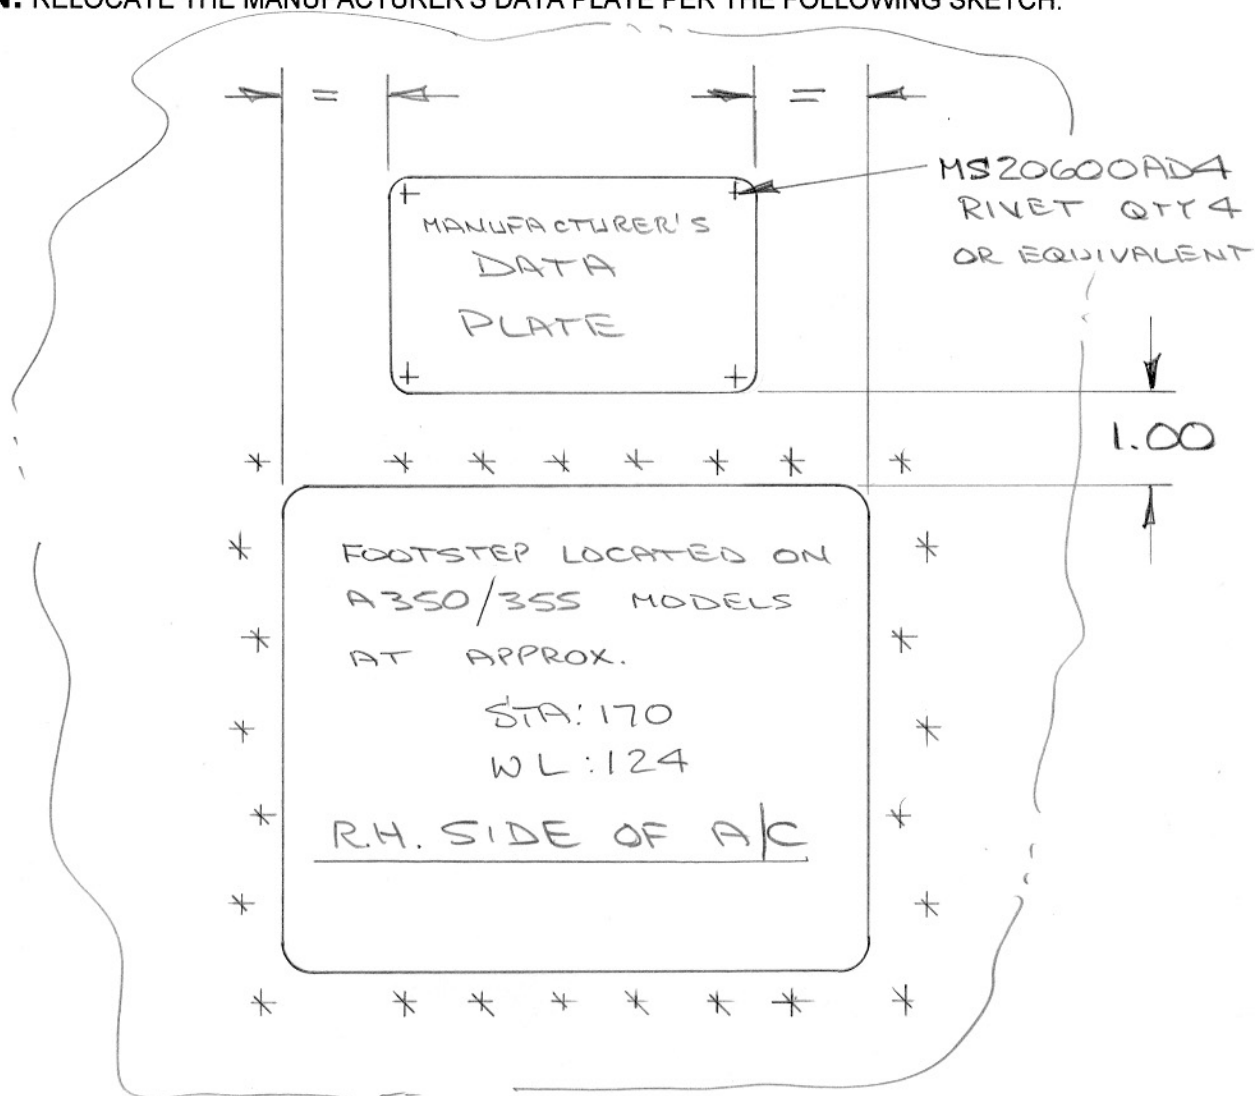 N: RELOCATE THE MANUFACTURER'S DATA PLATE PER THE FOLLOWING SKETCH:
= =
MS20600AD4
RIVET QTY 4
OR EQUIVALENT
MANUFACTURER'S
DATA
PLATE
1.00
FOOTSTEP LOCATED ON
A350/355 MODELS
AT APPROX.
STA: 170
WL: 124
R.H. SIDE OF A/C